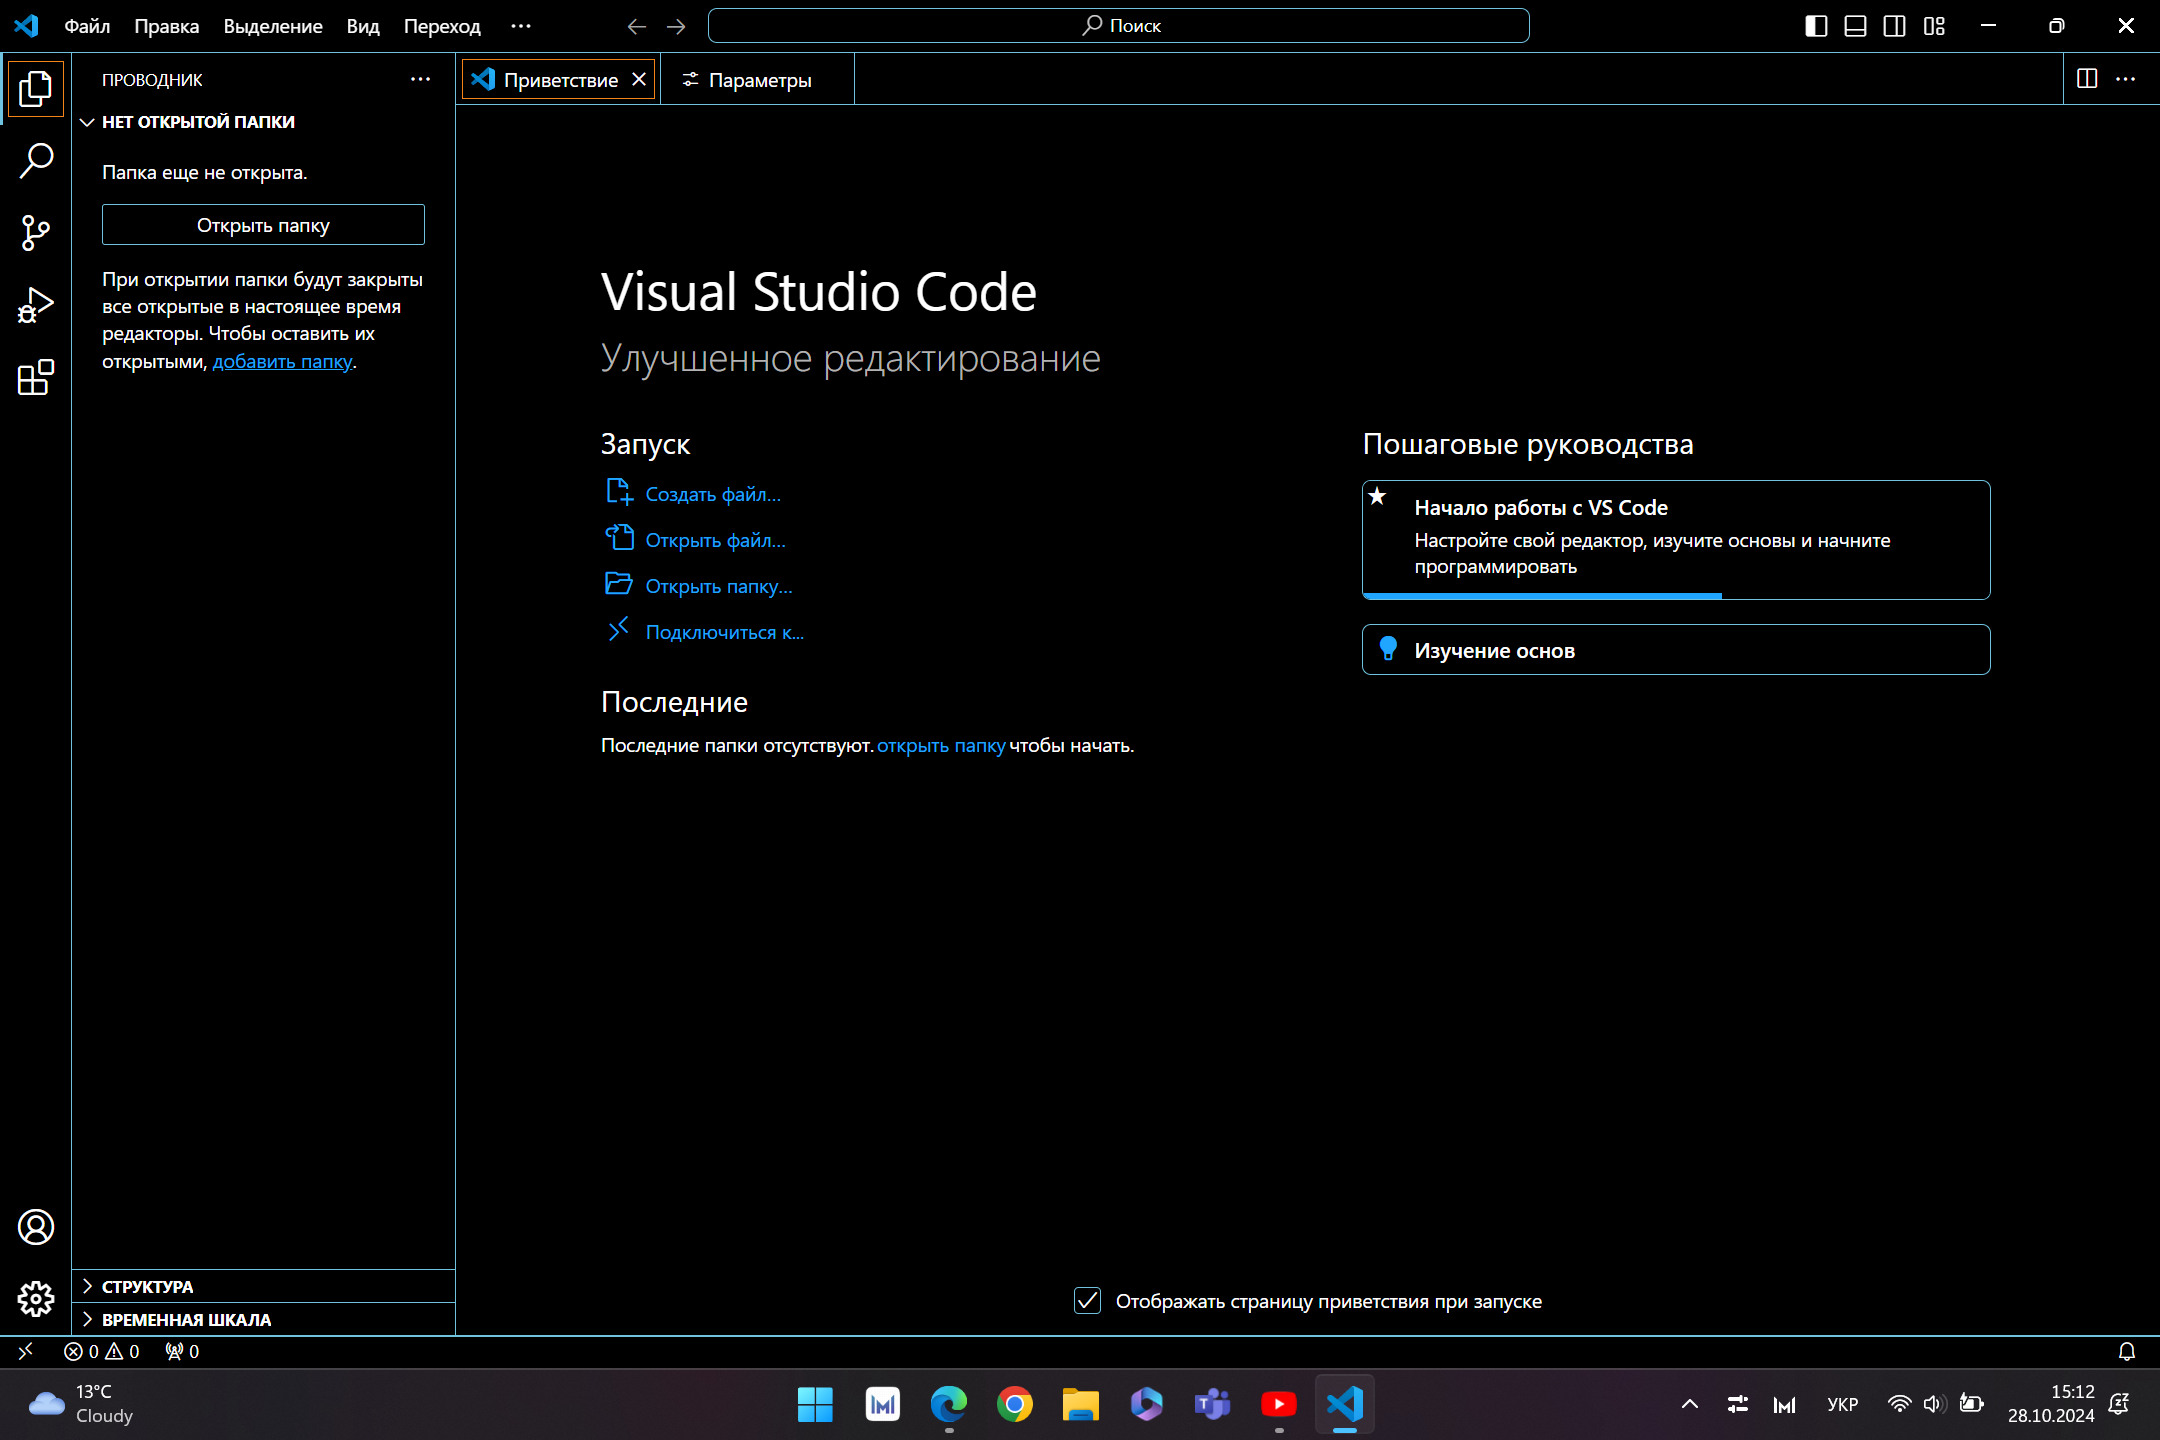 Файл Правка Выделение Вид Переход ···
Поиск
ПРОВОДНИК
НЕТ ОТКРЫТОЙ ПАПКИ
Папка еще не открыта.
Открыть папку
При открытии папки будут закрыты
все открытые в настоящее время
редакторы. Чтобы оставить их
открытыми, добавить папку.
СТРУКТУРА
ВРЕМЕННАЯ ШКАЛА
Приветствие
Параметры
Visual Studio Code
Улучшенное редактирование
Запуск
Создать файл...
Открыть файл...
Открыть папку...
Подключиться к...
Последние
Последние папки отсутствуют. открыть папку чтобы начать.
Пошаговые руководства
Начало работы с VS Code
Настройте свой редактор, изучите основы и начните
программировать
Изучение основ
Отображать страницу приветствия при запуске
0 0 0
13°C
Cloudy
УКР
15:12
28.10.2024